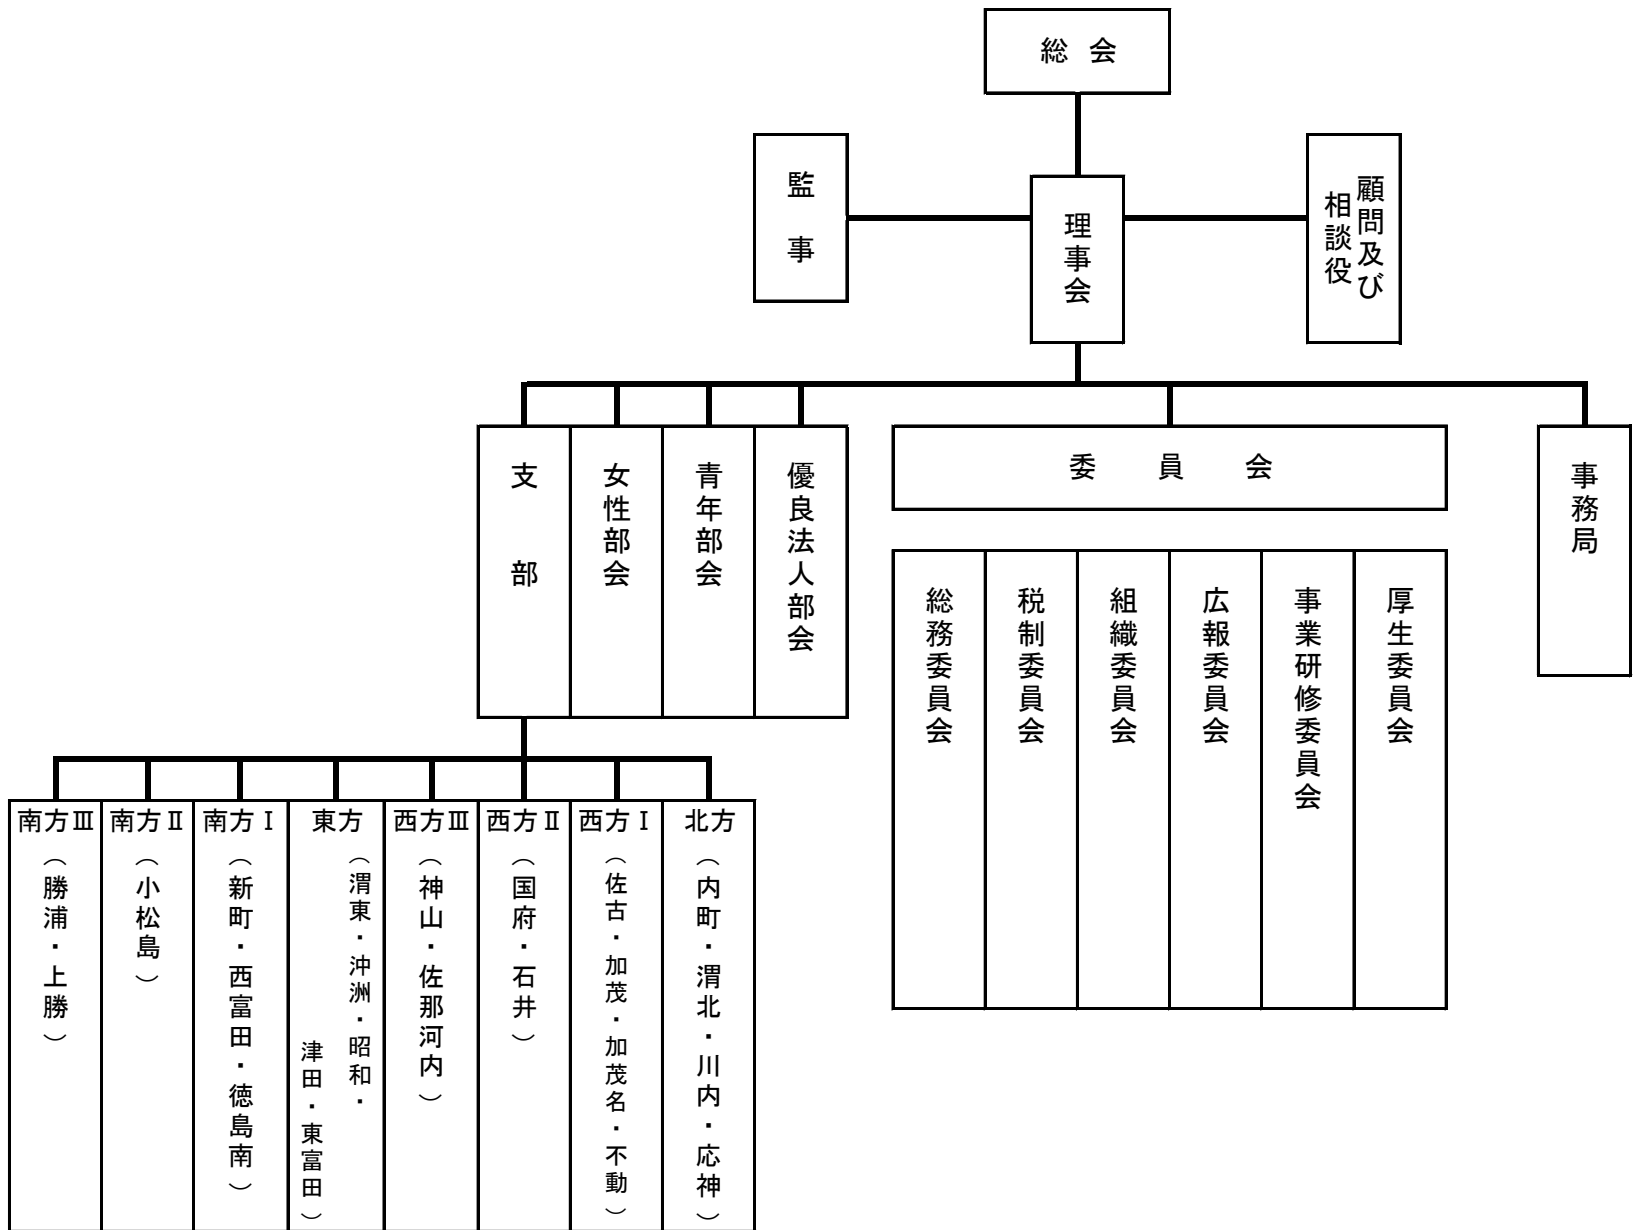 総会
監事
理事会
顧問及び
相談役
支部
女性部会
青年部会
優良法人部会
委員会
事務局
総務委員会
税制委員会
組織委員会
広報委員会
事業研修委員会
厚生委員会
南方Ⅲ
（勝浦・上勝）
南方Ⅱ
（小松島）
南方Ⅰ
（新町・西富田・徳島南）
東方
（渭東・沖洲・昭和・
津田・東富田）
西方Ⅲ
（神山・佐那河内）
西方Ⅱ
（国府・石井）
西方Ⅰ
（佐古・加茂・加茂名・不動）
北方
（内町・渭北・川内・応神）